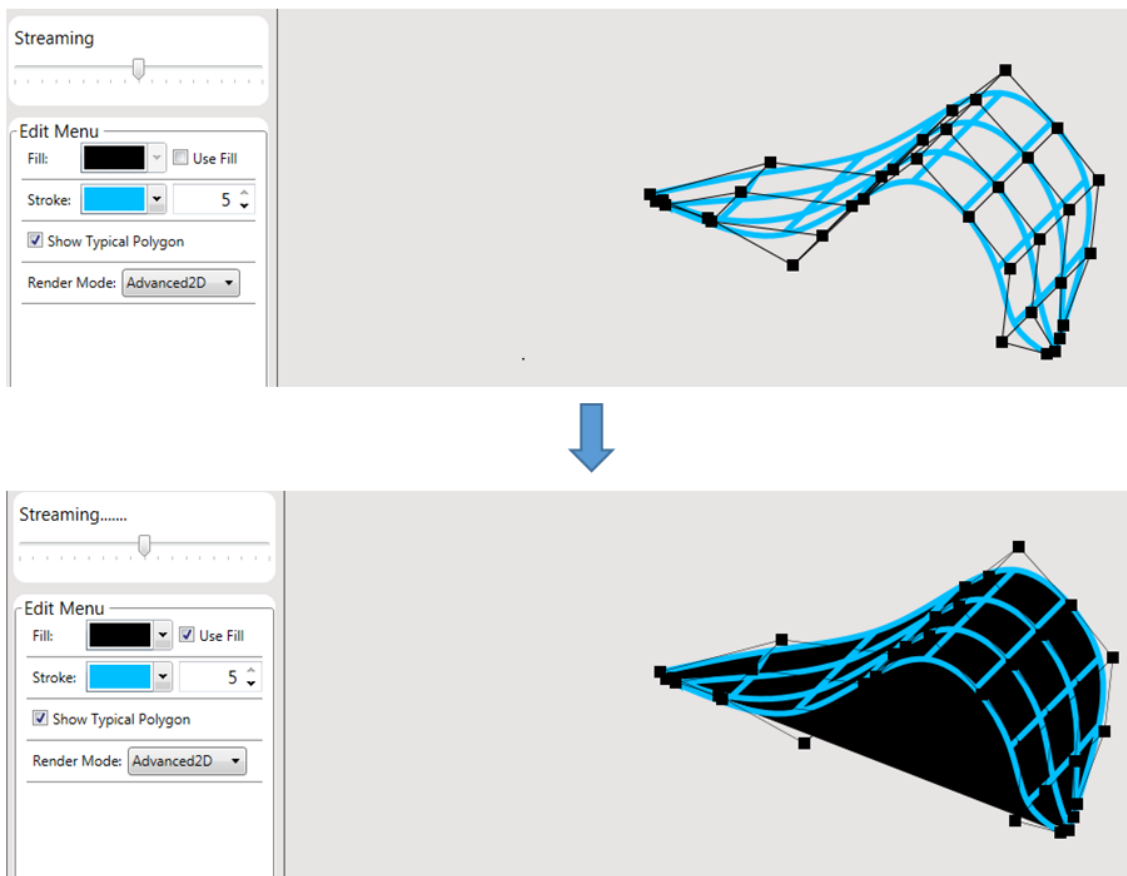 Streaming
Edit Menu
Fill: Use Fill
Stroke: 5
Show Typical Polygon
Render Mode: Advanced2D
Streaming.......
Edit Menu
Fill: Use Fill
Stroke: 5
Show Typical Polygon
Render Mode: Advanced2D